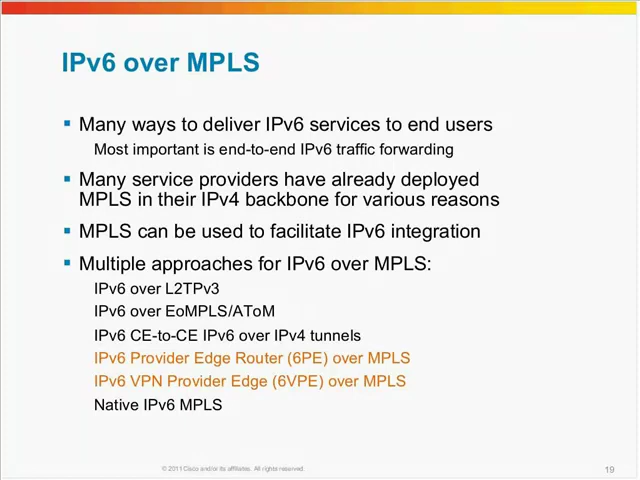 IPv6 over MPLS
Many ways to deliver IPv6 services to end users
Most important is end-to-end IPv6 traffic forwarding
Many service providers have already deployed
MPLS in their IPv4 backbone for various reasons
MPLS can be used to facilitate IPv6 integration
Multiple approaches for IPv6 over MPLS:
IPv6 over L2TPv3
IPv6 over EoMPLS/AToM
IPv6 CE-to-CE IPv6 over IPv4 tunnels
IPv6 Provider Edge Router (6PE) over MPLS
IPv6 VPN Provider Edge (6VPE) over MPLS
Native IPv6 MPLS
© 2011 Cisco and/or its affiliates. All rights reserved.
19